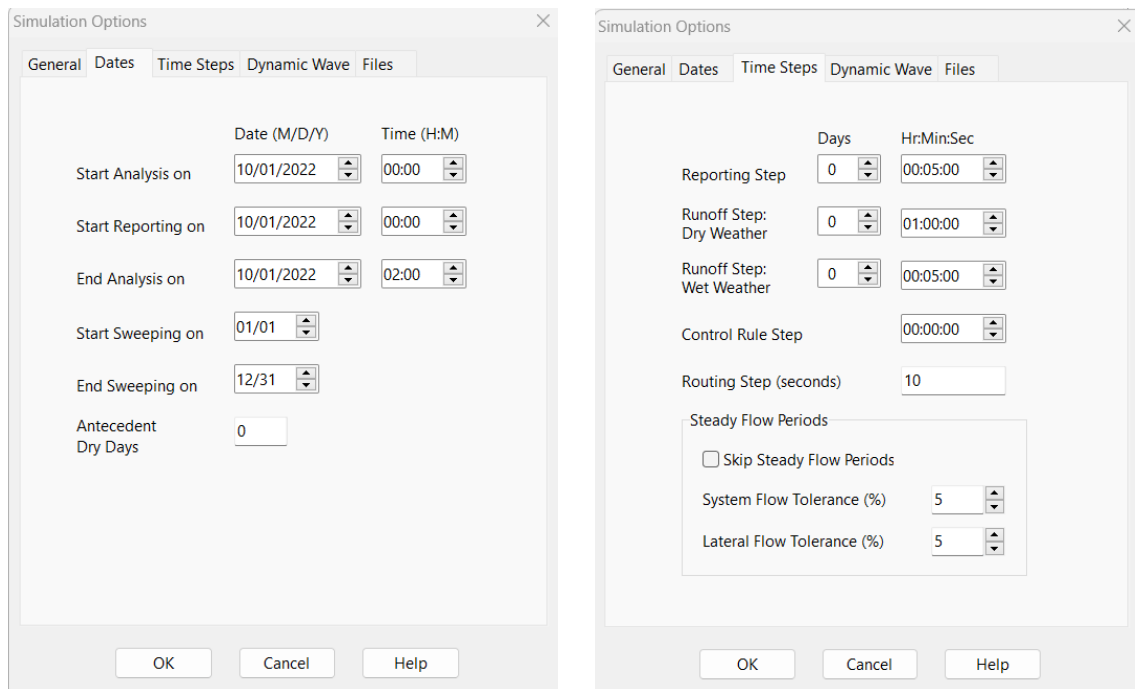 Simulation Options
General Dates Time Steps Dynamic Wave Files
Date (M/D/Y) Time (H:M)
Start Analysis on 10/01/2022 00:00
Start Reporting on 10/01/2022 00:00
End Analysis on 10/01/2022 02:00
Start Sweeping on 01/01
End Sweeping on 12/31
Antecedent
Dry Days 0
OK Cancel Help
Simulation Options
General Dates Time Steps Dynamic Wave Files
Days Hr:Min:Sec
Reporting Step 0 00:05:00
Runoff Step:
Dry Weather 0 01:00:00
Runoff Step:
Wet Weather 0 00:05:00
Control Rule Step 00:00:00
Routing Step (seconds) 10
Steady Flow Periods
Skip Steady Flow Periods
System Flow Tolerance (%) 5
Lateral Flow Tolerance (%) 5
OK Cancel Help